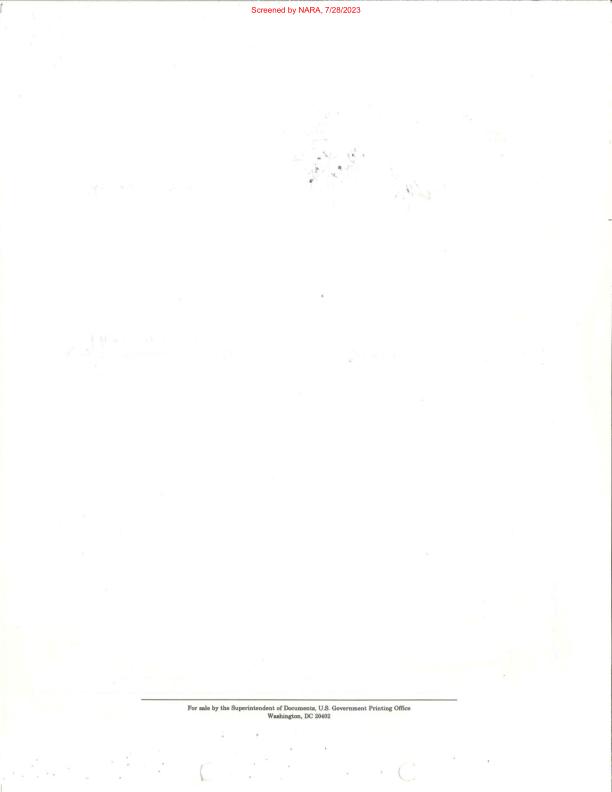 Screened by NARA, 7/28/2023
For sale by the Superintendent of Documents, U.S. Government Printing Office
Washington, DC 20402